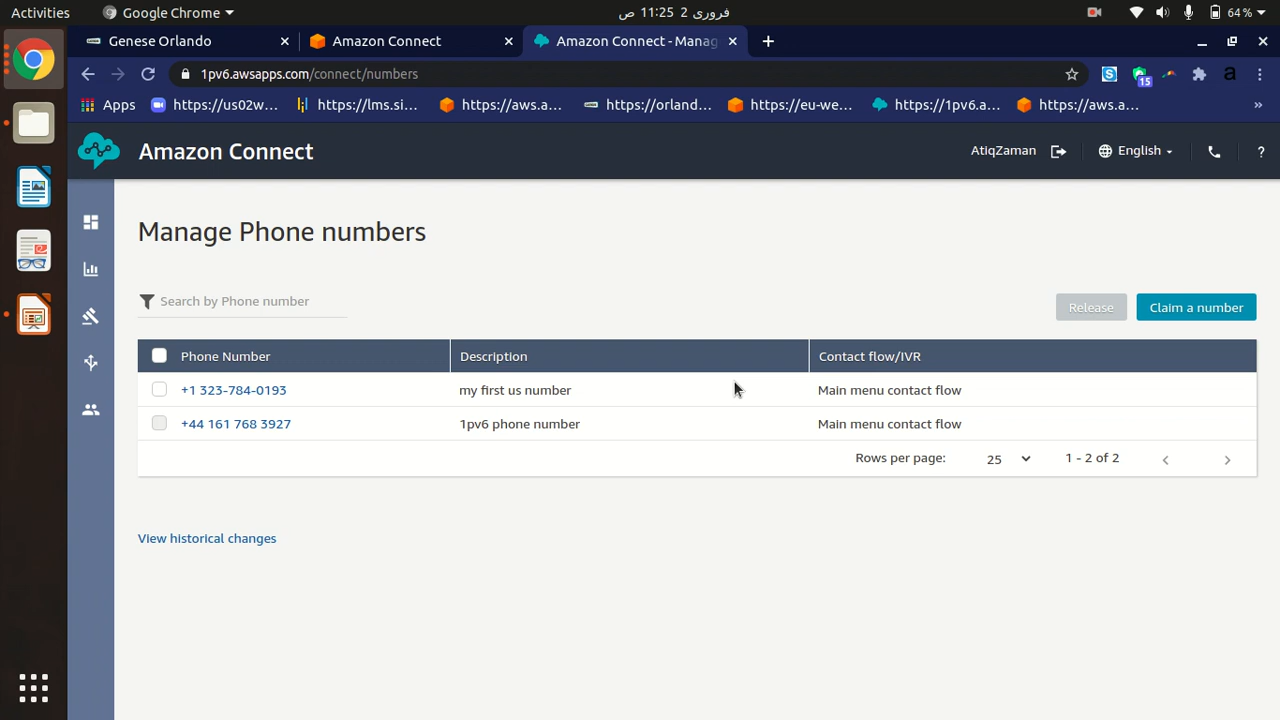 Activities
Google Chrome
فروری 2 11:25 ص
64 %
Genese Orlando
Amazon Connect
Amazon Connect - Manag
1pv6.awsapps.com/connect/numbers
15
a
Apps
https://us02w...
https://lms.si...
https://aws.a...
https://orland...
https://eu-we...
https://1pv6.a...
https://aws.a...
»
Amazon Connect
AtiqZaman
English
?
Manage Phone numbers
Search by Phone number
Release
Claim a number
Phone Number Description Contact flow/IVR
+1 323-784-0193 my first us number Main menu contact flow
+44 161 768 3927 1pv6 phone number Main menu contact flow
Rows per page: 25 1 - 2 of 2
View historical changes